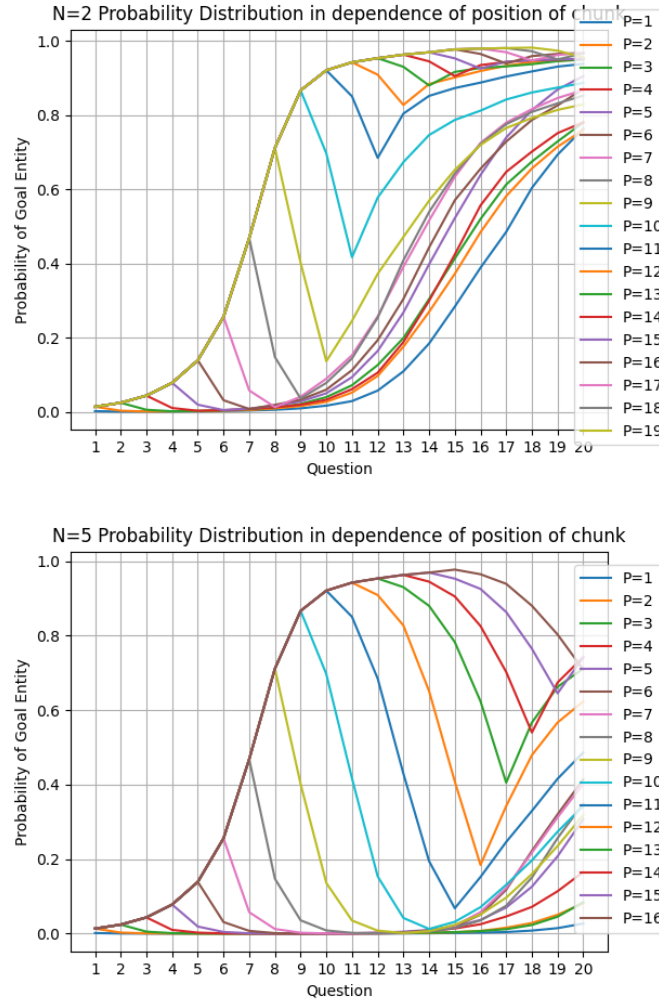 N=2 Probability Distribution in dependence of position of chunk
1.0
0.8
0.6
0.4
0.2
0.0
Probability of Goal Entity
1 2 3 4 5 6 7 8 9 10 11 12 13 14 15 16 17 18 19 20
Question
P=1
P=2
P=3
P=4
P=5
P=6
P=7
P=8
P=9
P=10
P=11
P=12
P=13
P=14
P=15
P=16
P=17
P=18
P=19
N=5 Probability Distribution in dependence of position of chunk
1.0
0.8
0.6
0.4
0.2
0.0
Probability of Goal Entity
1 2 3 4 5 6 7 8 9 10 11 12 13 14 15 16 17 18 19 20
Question
P=1
P=2
P=3
P=4
P=5
P=6
P=7
P=8
P=9
P=10
P=11
P=12
P=13
P=14
P=15
P=16